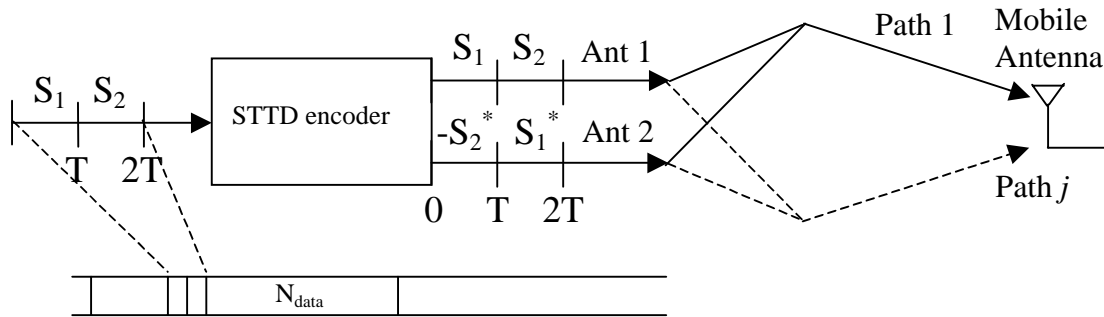 S1 S2
T 2T
STTD encoder
S1 S2 Ant 1
-S2* S1* Ant 2
0 T 2T
Path 1
Mobile
Antenna
Path j
Ndata